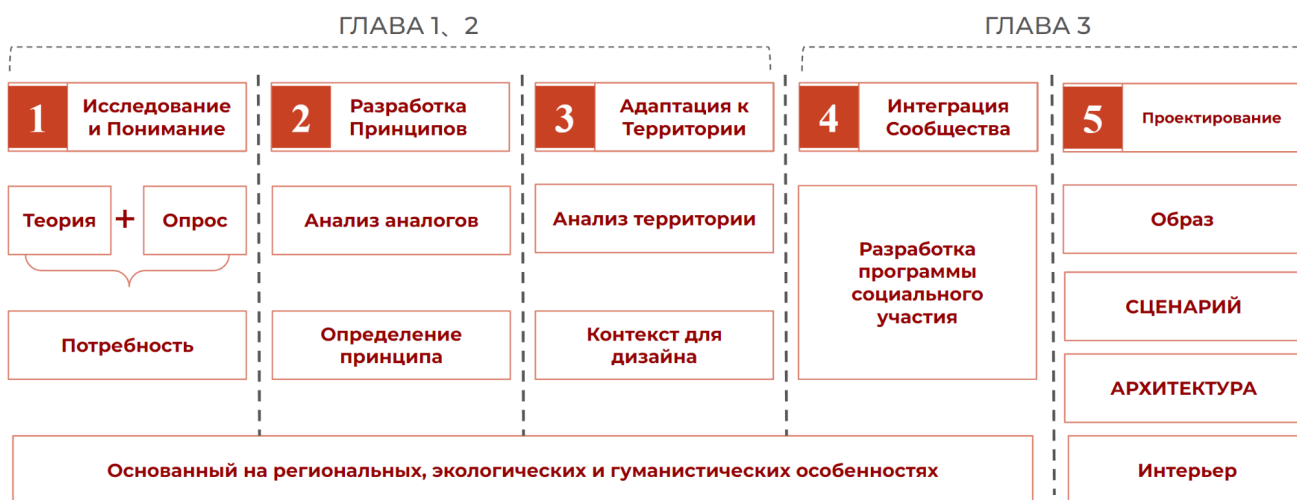 ГЛАВА 1、2
ГЛАВА 3
1
Исследование
и Понимание
2
Разработка
Принципов
3
Адаптация к
Территории
4
Интеграция
Сообщества
5
Проектирование
Теория
+
Опрос
Анализ аналогов
Анализ территории
Разработка
программы
социального
участия
Образ
СЦЕНАРИЙ
Потребность
Определение
принципа
Контекст для
дизайна
АРХИТЕКТУРА
Основанный на региональных, экологических и гуманистических особенностях
Интерьер